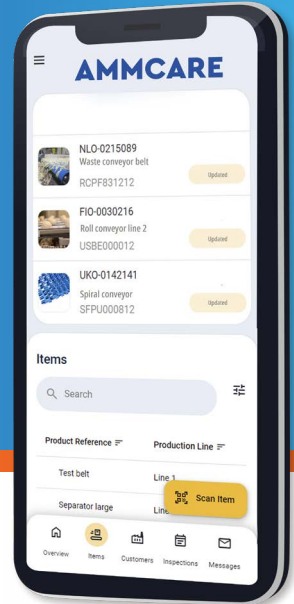 AMMCARE
NLO-0215089
Waste conveyor belt
RCPF831212
Updated
FIO-0030216
Roll conveyor line 2
USBE000012
Updated
UKO-0142141
Spiral conveyor
SFPU000812
Updated
Items
Search
Product Reference Production Line
Test belt Line 1
Separator large Line
Scan Item
Overview Items Customers Inspections Messages